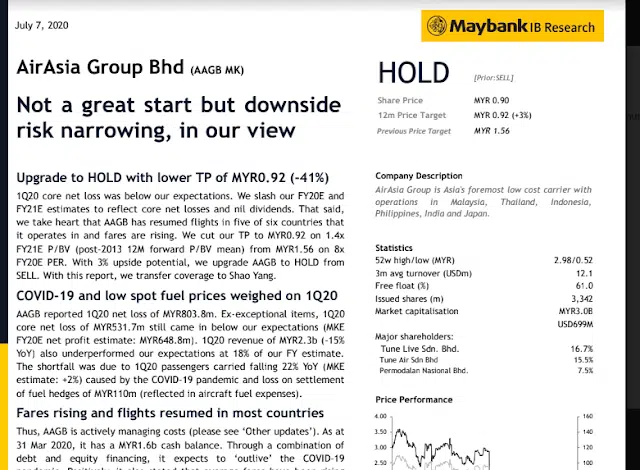 July 7, 2020
Maybank IB Research
AirAsia Group Bhd (AAGB MK)
Not a great start but downside
risk narrowing, in our view
Upgrade to HOLD with lower TP of MYR0.92 (-41%)
1Q20 core net loss was below our expectations. We slash our FY20E and
FY21E estimates to reflect core net losses and nil dividends. That said,
we take heart that AAGB has resumed flights in five of six countries that
it operates in and fares are rising. We cut our TP to MYR0.92 on 1.4x
FY21E P/BV (post-2013 12M forward P/BV mean) from MYR1.56 on 8x
FY20E PER. With 3% upside potential, we upgrade AAGB to HOLD from
SELL. With this report, we transfer coverage to Shao Yang.
COVID-19 and low spot fuel prices weighed on 1Q20
AAGB reported 1Q20 net loss of MYR803.8m. Ex-exceptional items, 1Q20
core net loss of MYR531.7m still came in below our expectations (MKE
FY20E net profit estimate: MYR648.8m). 1Q20 revenue of MYR2.3b (-15%
YoY) also underperformed our expectations at 18% of our FY estimate.
The shortfall was due to 1Q20 passengers carried falling 22% YoY (MKE
estimate: +2%) caused by the COVID-19 pandemic and loss on settlement
of fuel hedges of MYR110m (reflected in aircraft fuel expenses).
Fares rising and flights resumed in most countries
Thus, AAGB is actively managing costs (please see 'Other updates'). As at
31 Mar 2020, it has a MYR1.6b cash balance. Through a combination of
debt and equity financing, it expects to 'outlive' the COVID-19
HOLD [Prior:SELL]
Share Price MYR 0.90
12m Price Target MYR 0.92 (+3%)
Previous Price Target MYR 1.56
Company Description
AirAsia Group is Asia's foremost low cost carrier with
operations in Malaysia, Thailand, Indonesia,
Philippines, India and Japan.
Statistics
52w high/low (MYR) 2.98/0.52
3m avg turnover (USDm) 12.1
Free float (%) 61.0
Issued shares (m) 3,342
Market capitalisation MYR3.0B
USD699M
Major shareholders:
Tune Live Sdn. Bhd. 16.7%
Tune Air Sdn Bhd 15.5%
Permodalan Nasional Bhd. 7.5%
Price Performance
4.00 160
3.50 140
3.00 120
2.50 100